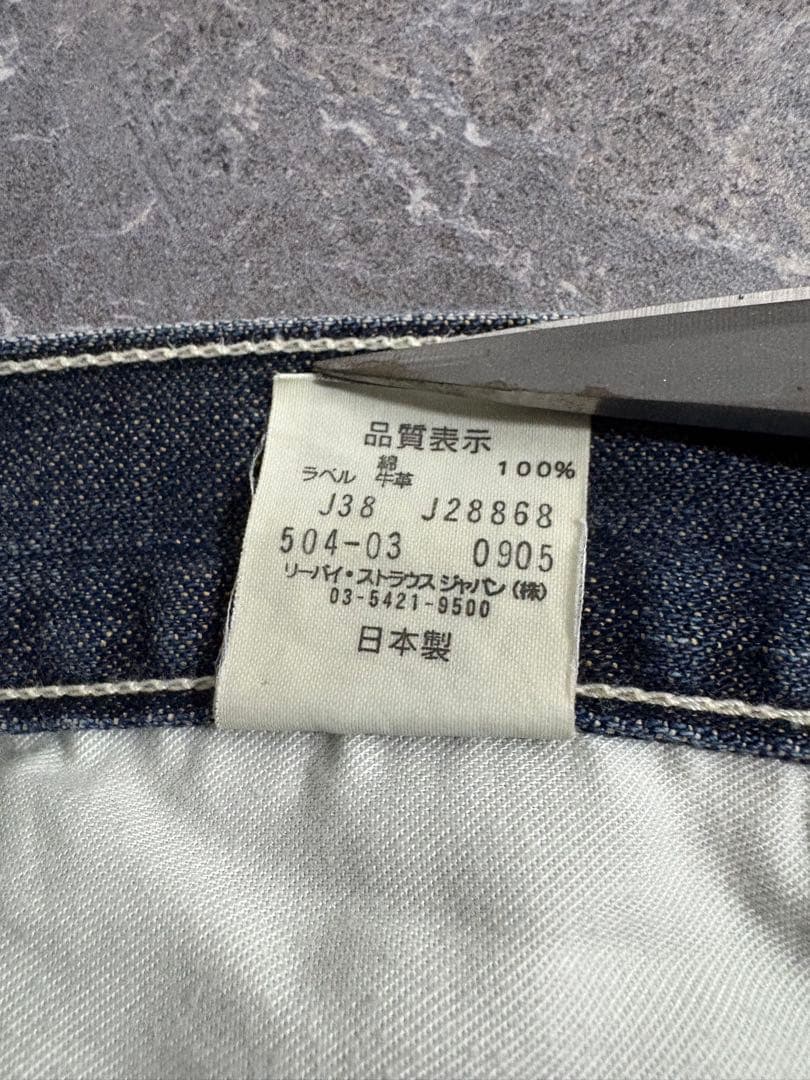 品質表示
綿 100%
ラベル 牛革
J38 J28868
504-03 0905
リーバイ・ストラウス ジャパン(株)
03-5421-9500
日本製